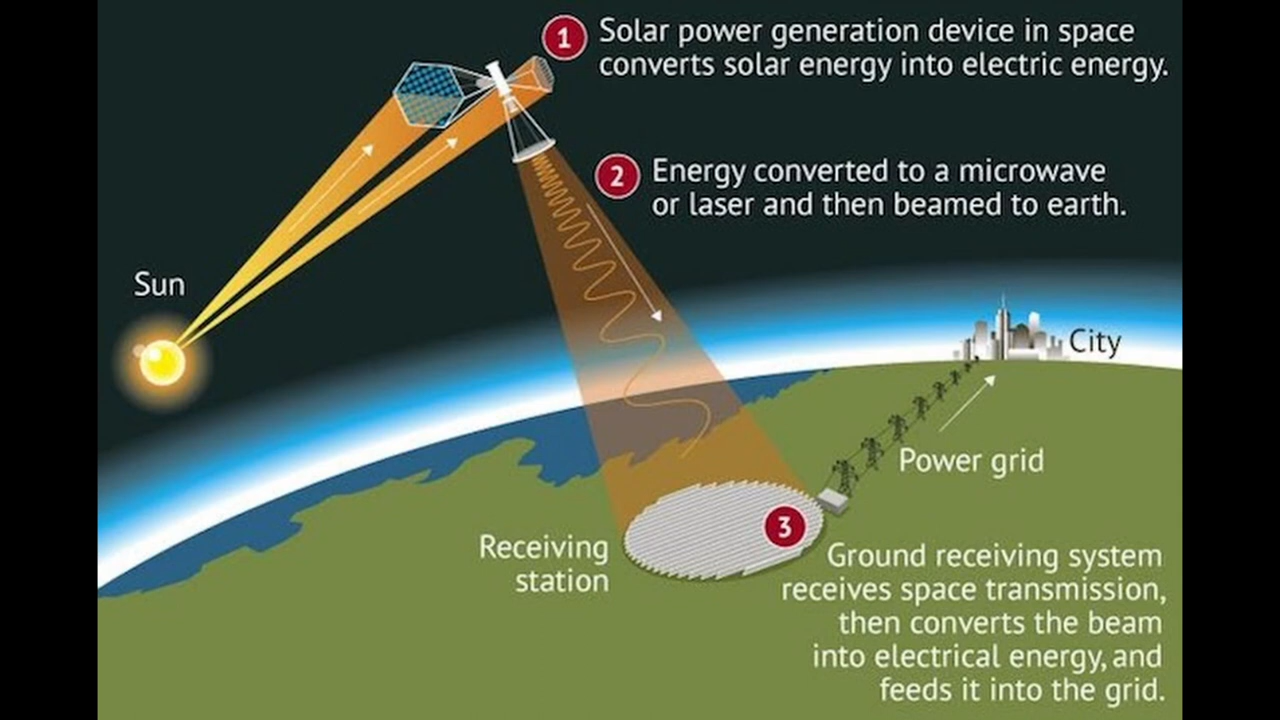 1
Solar power generation device in space
converts solar energy into electric energy.
2
Energy converted to a microwave
or laser and then beamed to earth.
Sun
City
Power grid
Receiving
station
3
Ground receiving system
receives space transmission,
then converts the beam
into electrical energy, and
feeds it into the grid.